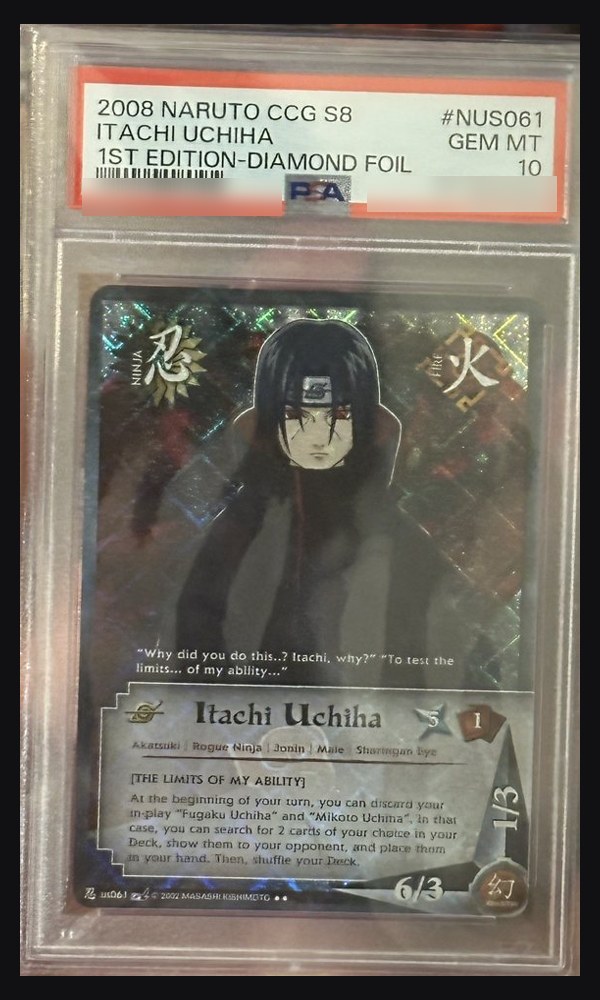 2008 NARUTO CCG S8 #NUS061
ITACHI UCHIHA GEM MT
1ST EDITION-DIAMOND FOIL 10
PSA
忍 NINJA
火 FIRE
"Why did you do this..? Itachi, why?" "To test the
limits... of my ability..."
Itachi Uchiha 5 1
Akatsuki | Rogue Ninja | Jonin | Male | Sharingan Eye
[THE LIMITS OF MY ABILITY]
At the beginning of your turn, you can discard your
in-play "Fugaku Uchiha" and "Mikoto Uchiha", in that
case, you can search for 2 cards of your choice in your
Deck, show them to your opponent, and place them
in your hand. Then, shuffle your Deck.
1/3
6/3
幻
忍 061 © 2002 MASASHI KISHIMOTO